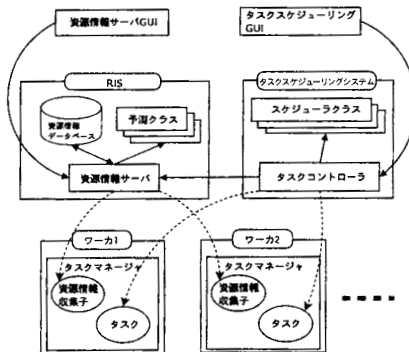 資源情報サーバGUI
タスクスケジューリング
GUI
RIS
タスクスケジューリングシステム
資源情報
データベース
予測クラス
スケジューラクラス
資源情報サーバ
タスクコントローラ
ワーカ1
ワーカ2
タスクマネージャ
タスクマネージャ
資源情報
収集子
資源情報
収集子
タスク
タスク